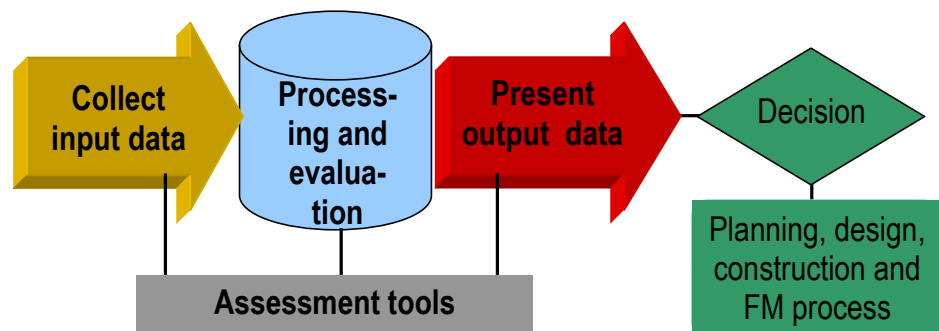 Collect
input data
Process-
ing and
evalua-
tion
Present
output data
Decision
Planning, design,
construction and
FM process
Assessment tools